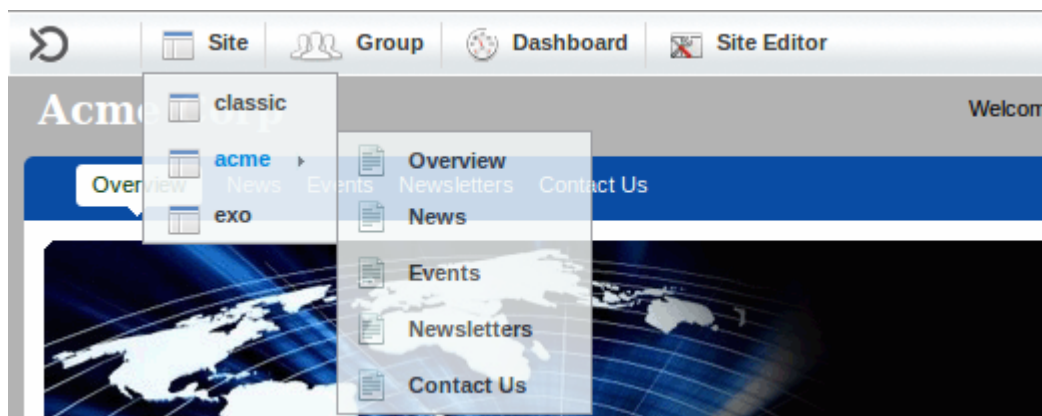 Site Group Dashboard Site Editor
Acme Corp
Welcom
classic
acme
exo
Overview
News
Events
Newsletters
Contact Us
Overview News Events Newsletters Contact Us